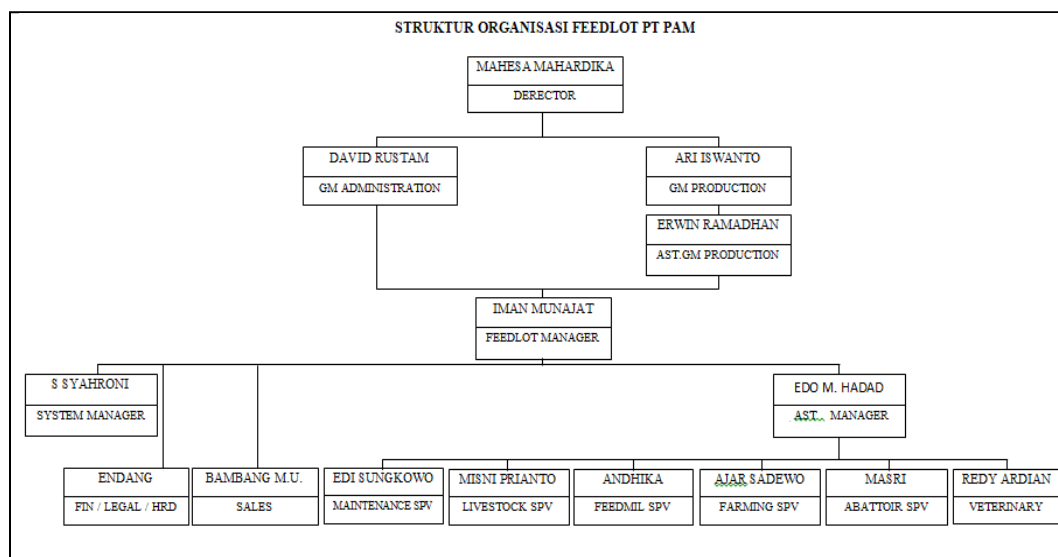 STRUKTUR ORGANISASI FEEDLOT PT PAM
MAHESA MAHARDIKA
DERECTOR
DAVID RUSTAM
GM ADMINISTRATION
ARI ISWANTO
GM PRODUCTION
ERWIN RAMADHAN
AST.GM PRODUCTION
IMAN MUNAJAT
FEEDLOT MANAGER
S SYAHRONI
SYSTEM MANAGER
EDO M. HADAD
AST.. MANAGER
ENDANG
FIN / LEGAL / HRD
BAMBANG M.U.
SALES
EDI SUNGKOWO
MAINTENANCE SPV
MISNI PRIANTO
LIVESTOCK SPV
ANDHIKA
FEEDMIL SPV
AJAR SADEWO
FARMING SPV
MASRI
ABATTOIR SPV
REDY ARDIAN
VETERINARY